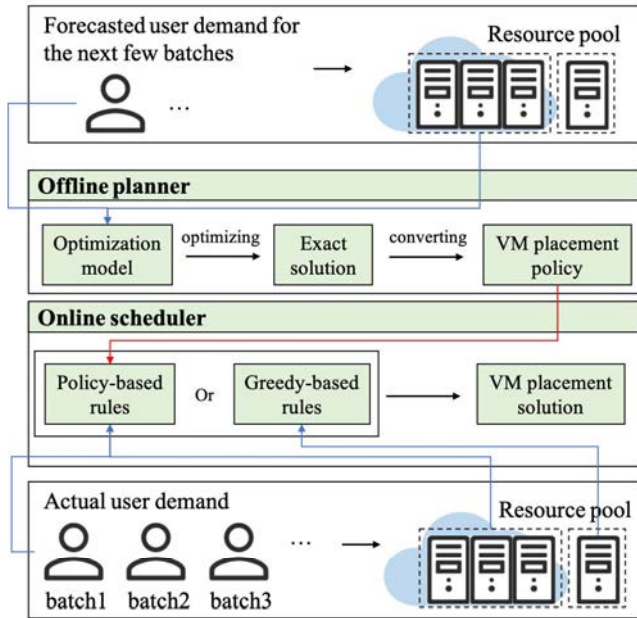 Forecasted user demand for
the next few batches
...
Resource pool
Offline planner
Optimization
model
optimizing
Exact
solution
converting
VM placement
policy
Online scheduler
Policy-based
rules
Or
Greedy-based
rules
VM placement
solution
Actual user demand
...
Resource pool
batch1 batch2 batch3